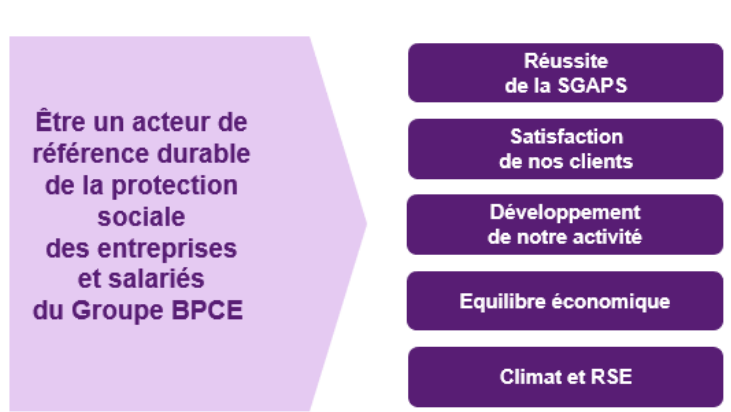 Être un acteur de
référence durable
de la protection
sociale
des entreprises
et salariés
du Groupe BPCE
Réussite
de la SGAPS
Satisfaction
de nos clients
Développement
de notre activité
Equilibre économique
Climat et RSE